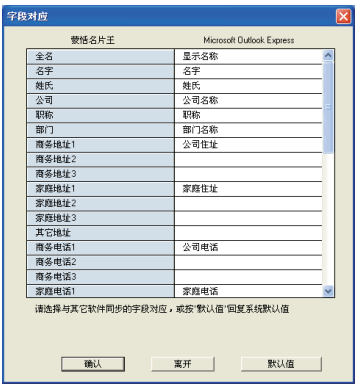 字段对应
蒙恬名片王 Microsoft Outlook Express
全名 显示名称
名字 名字
姓氏 姓氏
公司 公司名称
职称 职称
部门 部门名称
商务地址1 公司住址
商务地址2
商务地址3
家庭地址1 家庭住址
家庭地址2
家庭地址3
其它地址
商务电话1 公司电话
商务电话2
商务电话3
家庭电话1 家庭电话
请选择与其它软件同步的字段对应，或按"默认值"回复系统默认值
确认 离开 默认值